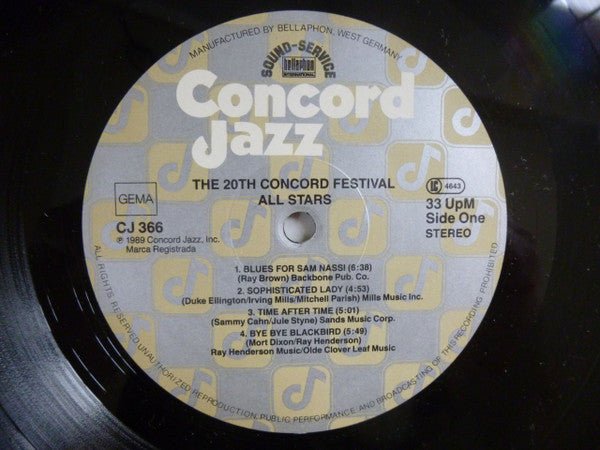 MANUFACTURED BY BELLAPHON, WEST GERMANY
SOUND-SERVICE
bellaphon
INTERNATIONAL
Concord
Jazz
THE 20TH CONCORD FESTIVAL
ALL STARS
GEMA
LC 4643
CJ 366
33 UpM
℗ 1989 Concord Jazz, Inc.
Side One
Marca Registrada
STEREO
1. BLUES FOR SAM NASSI (6:38)
(Ray Brown) Backbone Pub. Co.
2. SOPHISTICATED LADY (4:53)
(Duke Ellington/Irving Mills/Mitchell Parish) Mills Music Inc.
3. TIME AFTER TIME (5:01)
(Sammy Cahn/Jule Styne) Sands Music Corp.
4. BYE BYE BLACKBIRD (5:49)
(Mort Dixon/Ray Henderson)
Ray Henderson Music/Olde Clover Leaf Music
ALL RIGHTS RESERVED UNAUTHORIZED REPRODUCTION, PUBLIC PERFORMANCE AND BROADCASTING OF THIS RECORDING PROHIBITED